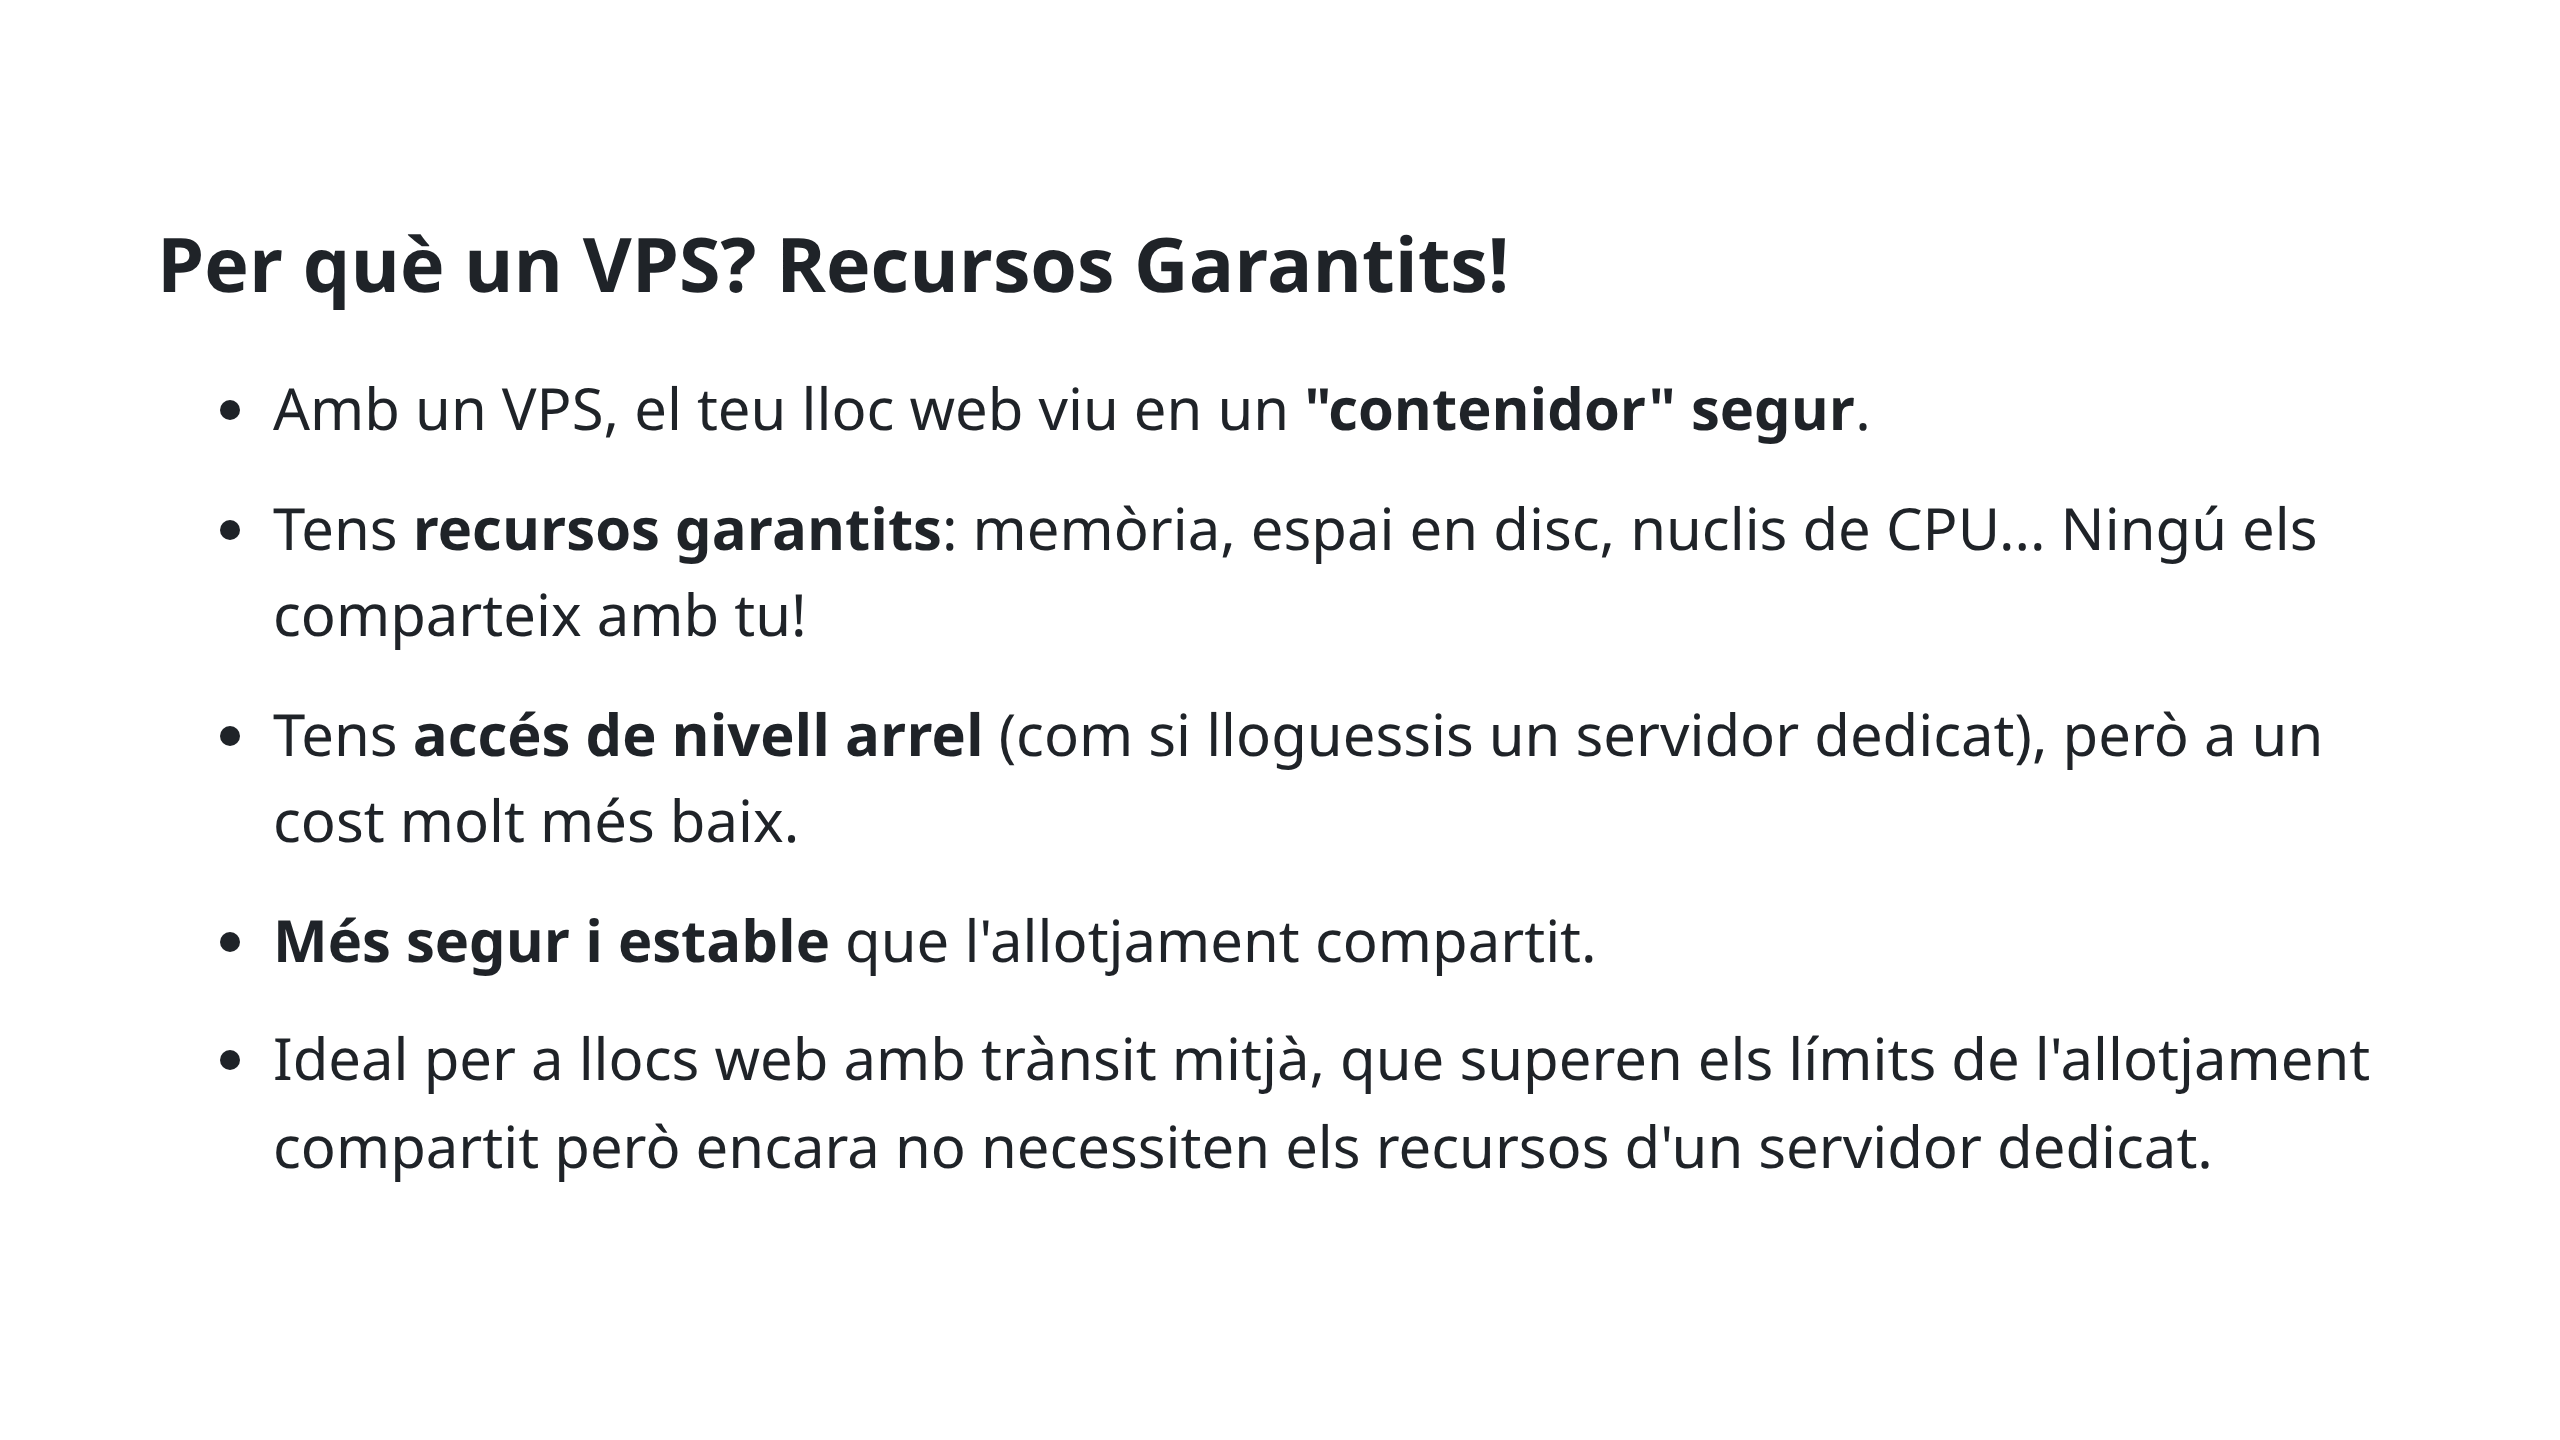 Per què un VPS? Recursos Garantits!
• Amb un VPS, el teu lloc web viu en un "contenidor" segur.
• Tens recursos garantits: memòria, espai en disc, nuclis de CPU... Ningú els
comparteix amb tu!
• Tens accés de nivell arrel (com si lloguessis un servidor dedicat), però a un
cost molt més baix.
• Més segur i estable que l'allotjament compartit.
• Ideal per a llocs web amb trànsit mitjà, que superen els límits de l'allotjament
compartit però encara no necessiten els recursos d'un servidor dedicat.